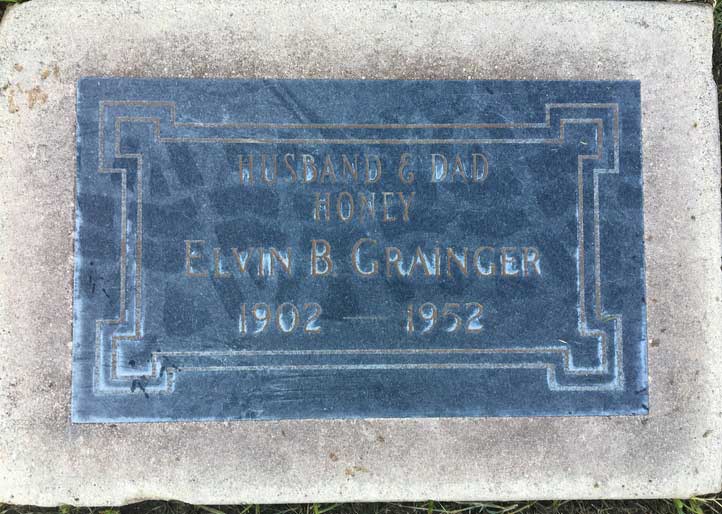 HUSBAND & DAD
HONEY
ELVIN B. GRAINGER
1902 — 1952